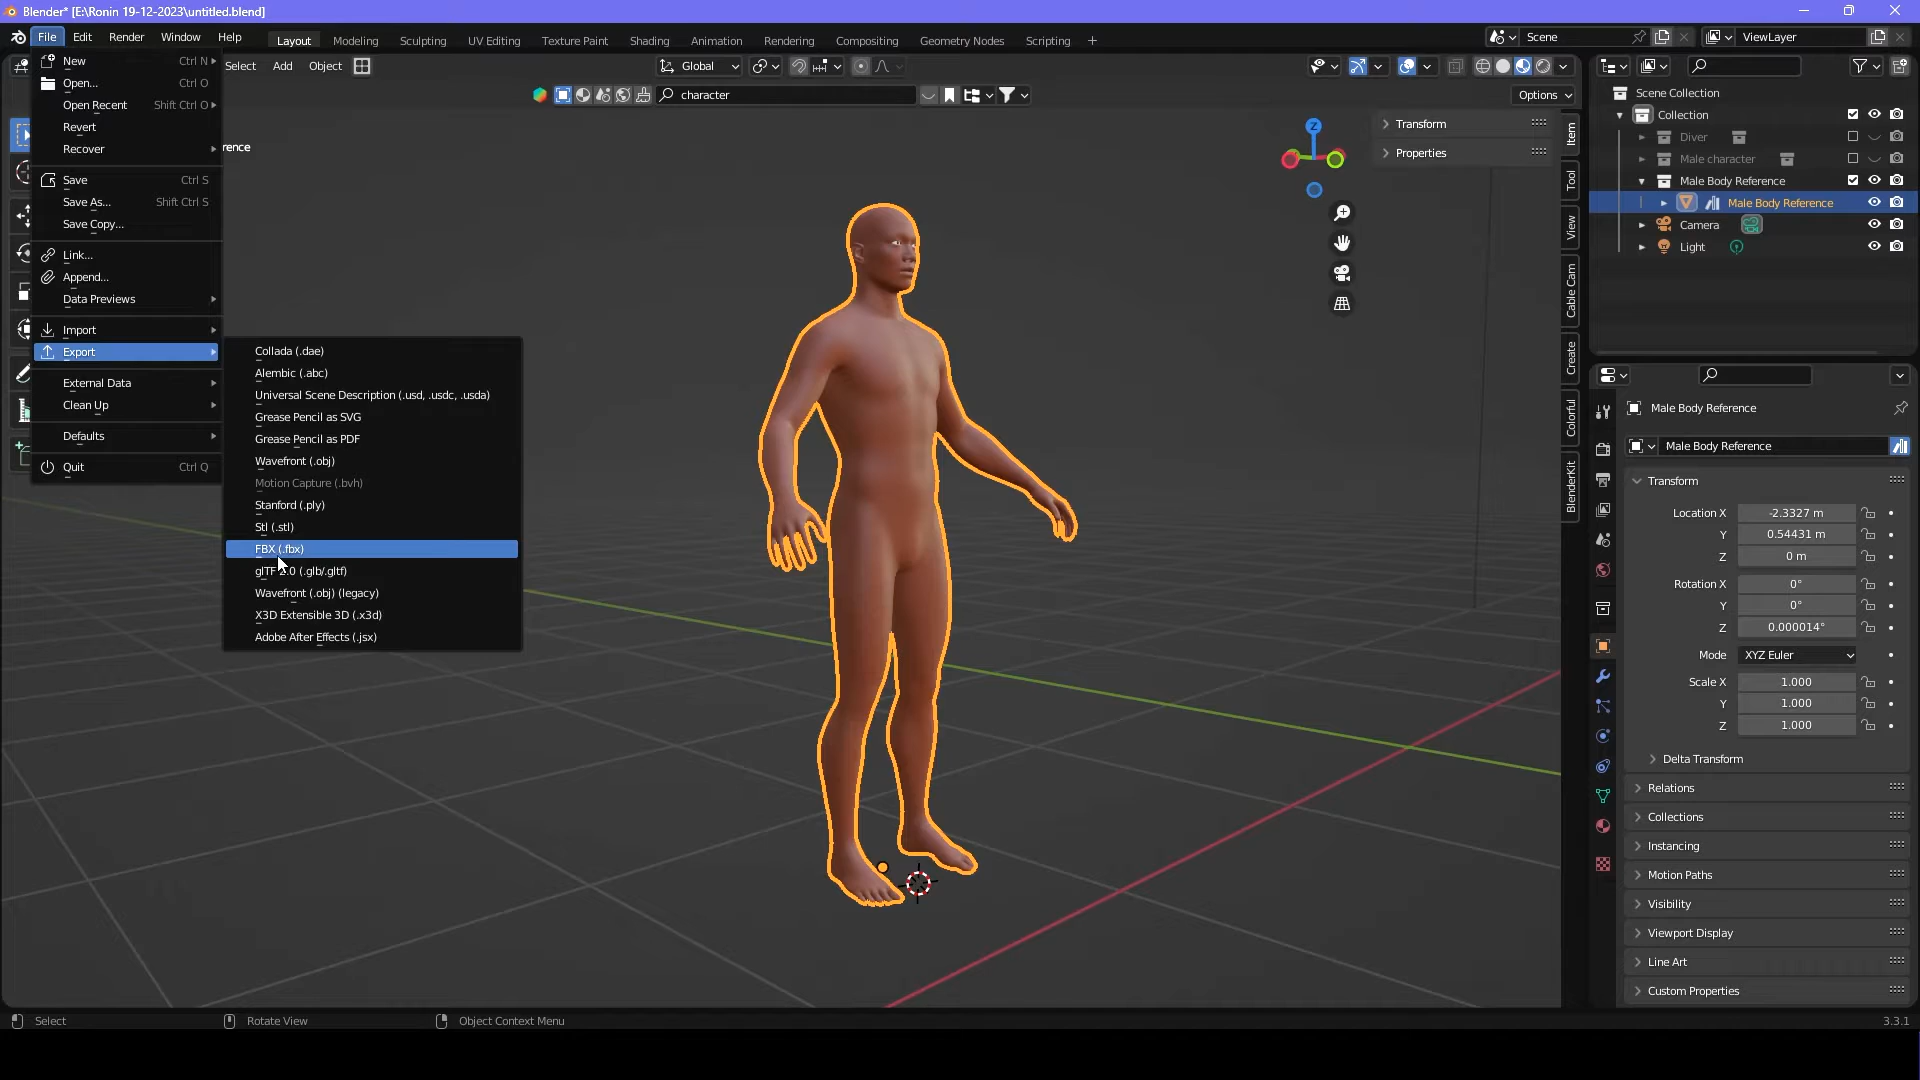 Blender* [E:\Ronin 19-12-2023\untitled.blend]
File Edit Render Window Help Layout Modeling Sculpting UV Editing Texture Paint Shading Animation Rendering Compositing Geometry Nodes Scripting + Scene ViewLayer
Select Add Object Global
character Options
New Ctrl N
Open... Ctrl O
Open Recent Shift Ctrl O
Revert
Recover
Save Ctrl S
Save As... Shift Ctrl S
Save Copy...
Link...
Append...
Data Previews
Import
Export
External Data
Clean Up
Defaults
Quit Ctrl Q
Collada (.dae)
Alembic (.abc)
Universal Scene Description (.usd, .usdc, .usda)
Grease Pencil as SVG
Grease Pencil as PDF
Wavefront (.obj)
Motion Capture (.bvh)
Stanford (.ply)
Stl (.stl)
FBX (.fbx)
glTF 2.0 (.glb/.gltf)
Wavefront (.obj) (legacy)
X3D Extensible 3D (.x3d)
Adobe After Effects (.jsx)
rence
Z
Transform
Properties
Item
Tool
View
Cable Cam
Create
Colorful
BlenderKit
Scene Collection
Collection
Diver
Male character
Male Body Reference
Male Body Reference
Camera
Light
Male Body Reference
Male Body Reference
Transform
Location X -2.3327 m
Y 0.54431 m
Z 0 m
Rotation X 0°
Y 0°
Z 0.000014°
Mode XYZ Euler
Scale X 1.000
Y 1.000
Z 1.000
Delta Transform
Relations
Collections
Instancing
Motion Paths
Visibility
Viewport Display
Line Art
Custom Properties
Select Rotate View Object Context Menu 3.3.1